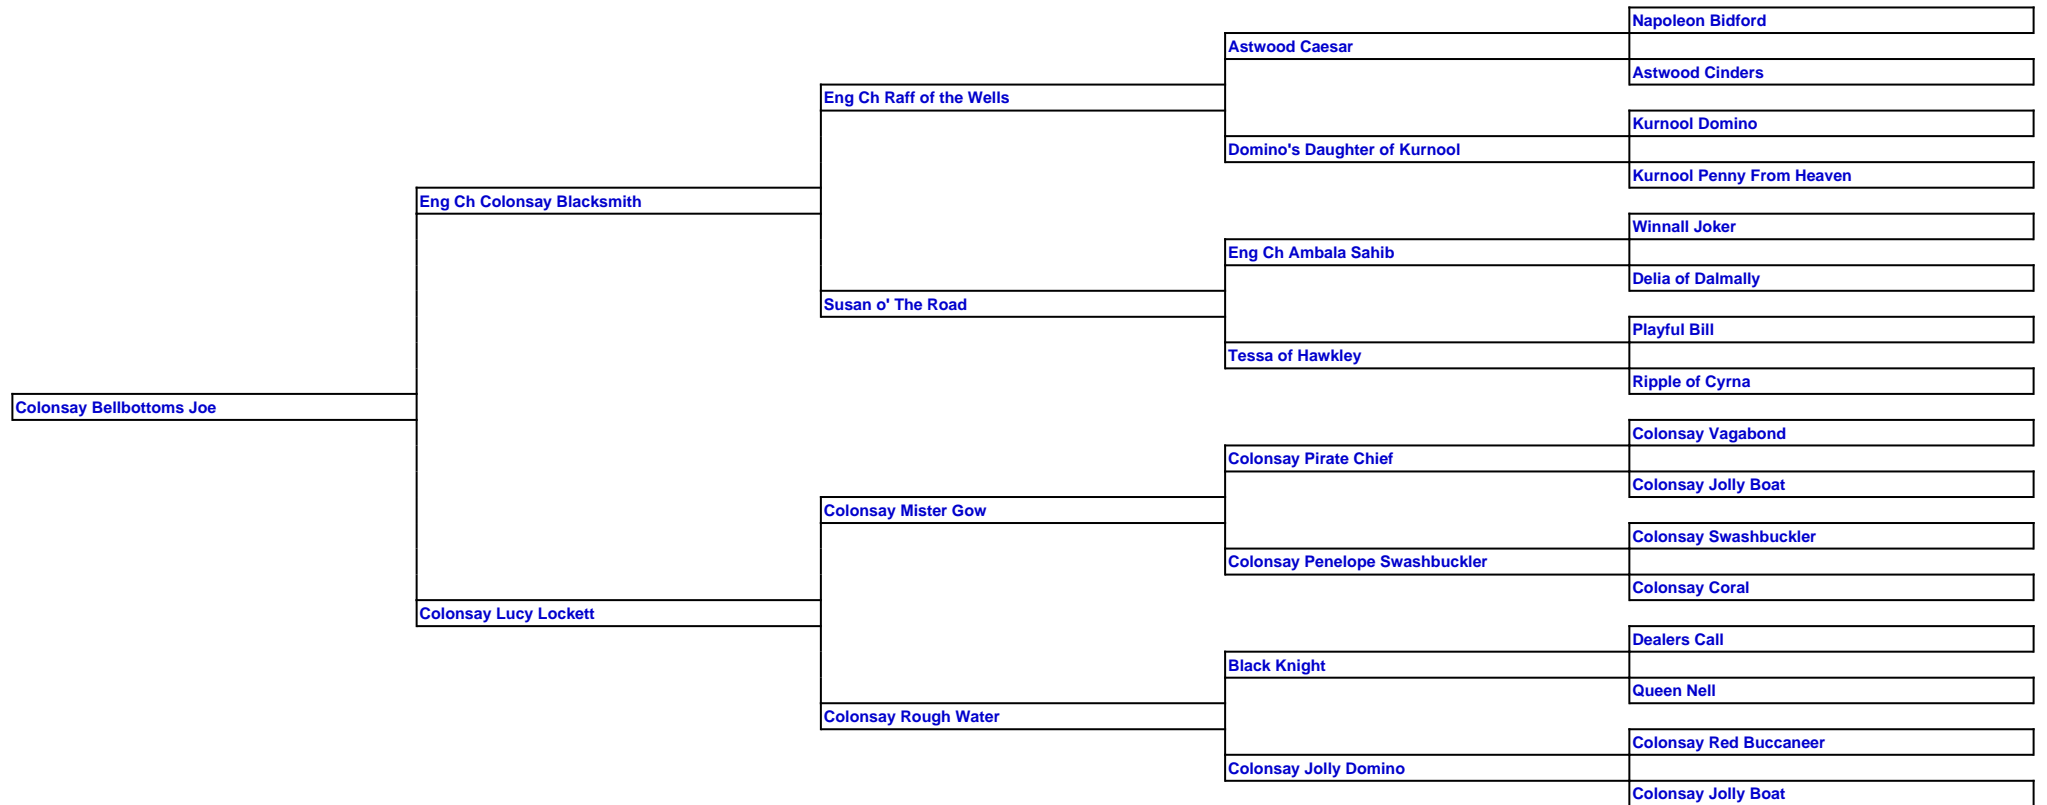 Napoleon Bidford
Astwood Caesar
Astwood Cinders
Eng Ch Raff of the Wells
Kurnool Domino
Domino's Daughter of Kurnool
Kurnool Penny From Heaven
Eng Ch Colonsay Blacksmith
Winnall Joker
Eng Ch Ambala Sahib
Delia of Dalmally
Susan o' The Road
Playful Bill
Tessa of Hawkley
Ripple of Cyrna
Colonsay Bellbottoms Joe
Colonsay Vagabond
Colonsay Pirate Chief
Colonsay Jolly Boat
Colonsay Mister Gow
Colonsay Swashbuckler
Colonsay Penelope Swashbuckler
Colonsay Coral
Colonsay Lucy Lockett
Dealers Call
Black Knight
Queen Nell
Colonsay Rough Water
Colonsay Red Buccaneer
Colonsay Jolly Domino
Colonsay Jolly Boat